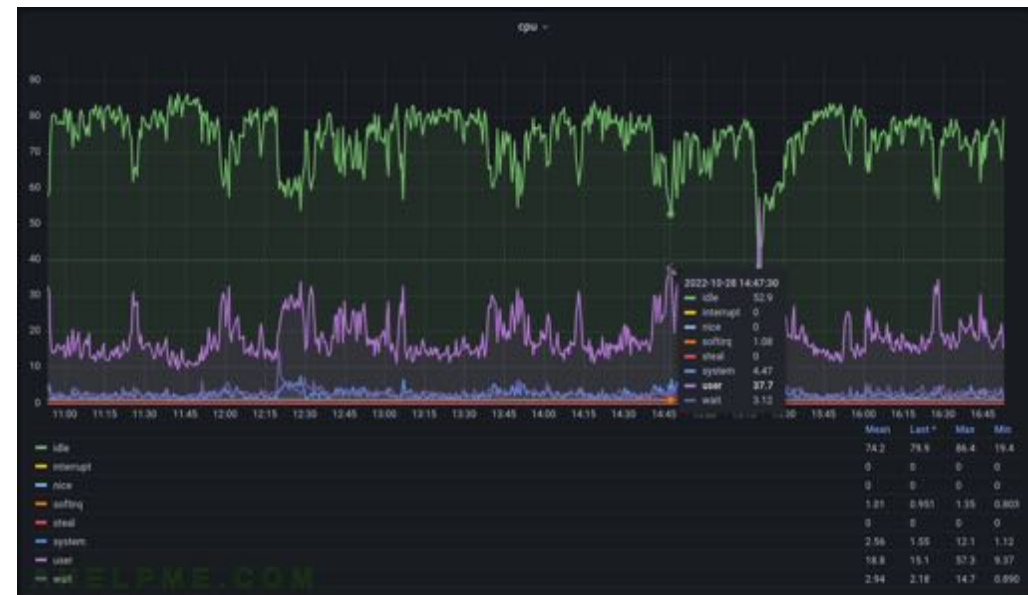 cpu
90
80
70
60
50
40
30
20
10
0
11:00 11:15 11:30 11:45 12:00 12:15 12:30 12:45 13:00 13:15 13:30 13:45 14:00 14:15 14:30 14:45 15:45 16:00 16:15 16:30 16:45
2022-10-28 14:47:30
idle 52.9
interrupt 0
nice 0
softirq 1.08
steal 0
system 4.47
user 37.7
wait 3.12
Mean Last * Max Min
idle 74.2 79.9 86.4 19.4
interrupt 0 0 0 0
nice 0 0 0 0
softirq 1.01 0.951 1.35 0.803
steal 0 0 0 0
system 2.56 1.55 12.1 1.12
user 18.8 15.1 57.3 9.37
wait 2.94 2.18 14.7 0.890